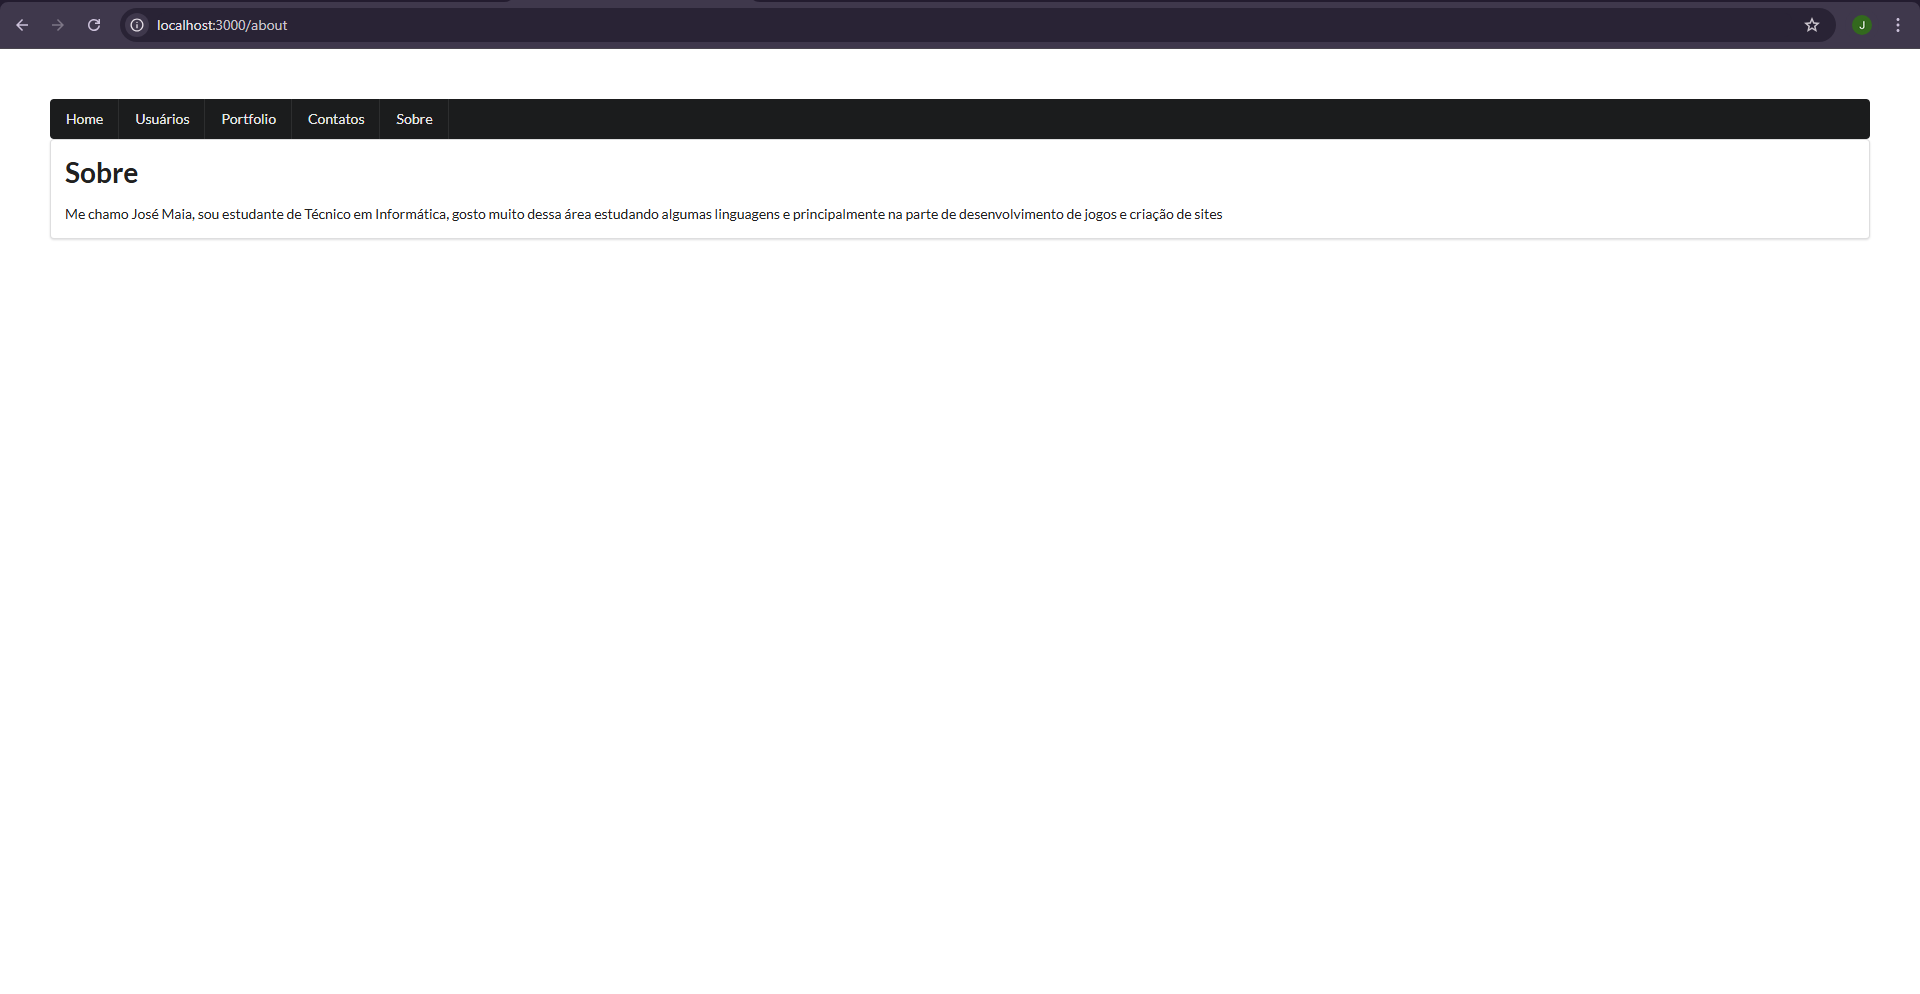 localhost:3000/about
J
Home Usuários Portfolio Contatos Sobre
Sobre
Me chamo José Maia, sou estudante de Técnico em Informática, gosto muito dessa área estudando algumas linguagens e principalmente na parte de desenvolvimento de jogos e criação de sites